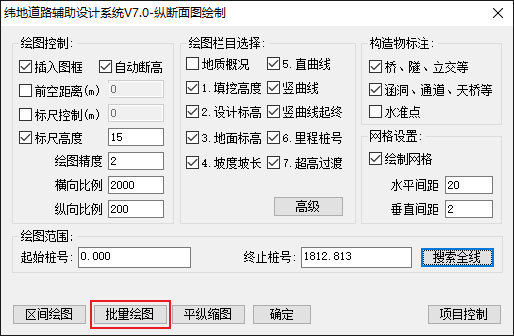 纬地道路辅助设计系统V7.0-纵断面图绘制
绘图控制:
插入图框 自动断高
前空距离(m) 0
标尺控制(m) 0
标尺高度 15
绘图精度 2
横向比例 2000
纵向比例 200
绘图栏目选择:
地质概况 5.直曲线
1.填挖高度 竖曲线
2.设计标高 竖曲线起终
3.地面标高 6.里程桩号
4.坡度坡长 7.超高过渡
高级
构造物标注:
桥、隧、立交等
涵洞、通道、天桥等
水准点
网格设置:
绘制网格
水平间距 20
垂直间距 2
绘图范围:
起始桩号: 0.000 终止桩号: 1812.813 搜索全线
区间绘图 批量绘图 平纵缩图 确定 项目控制